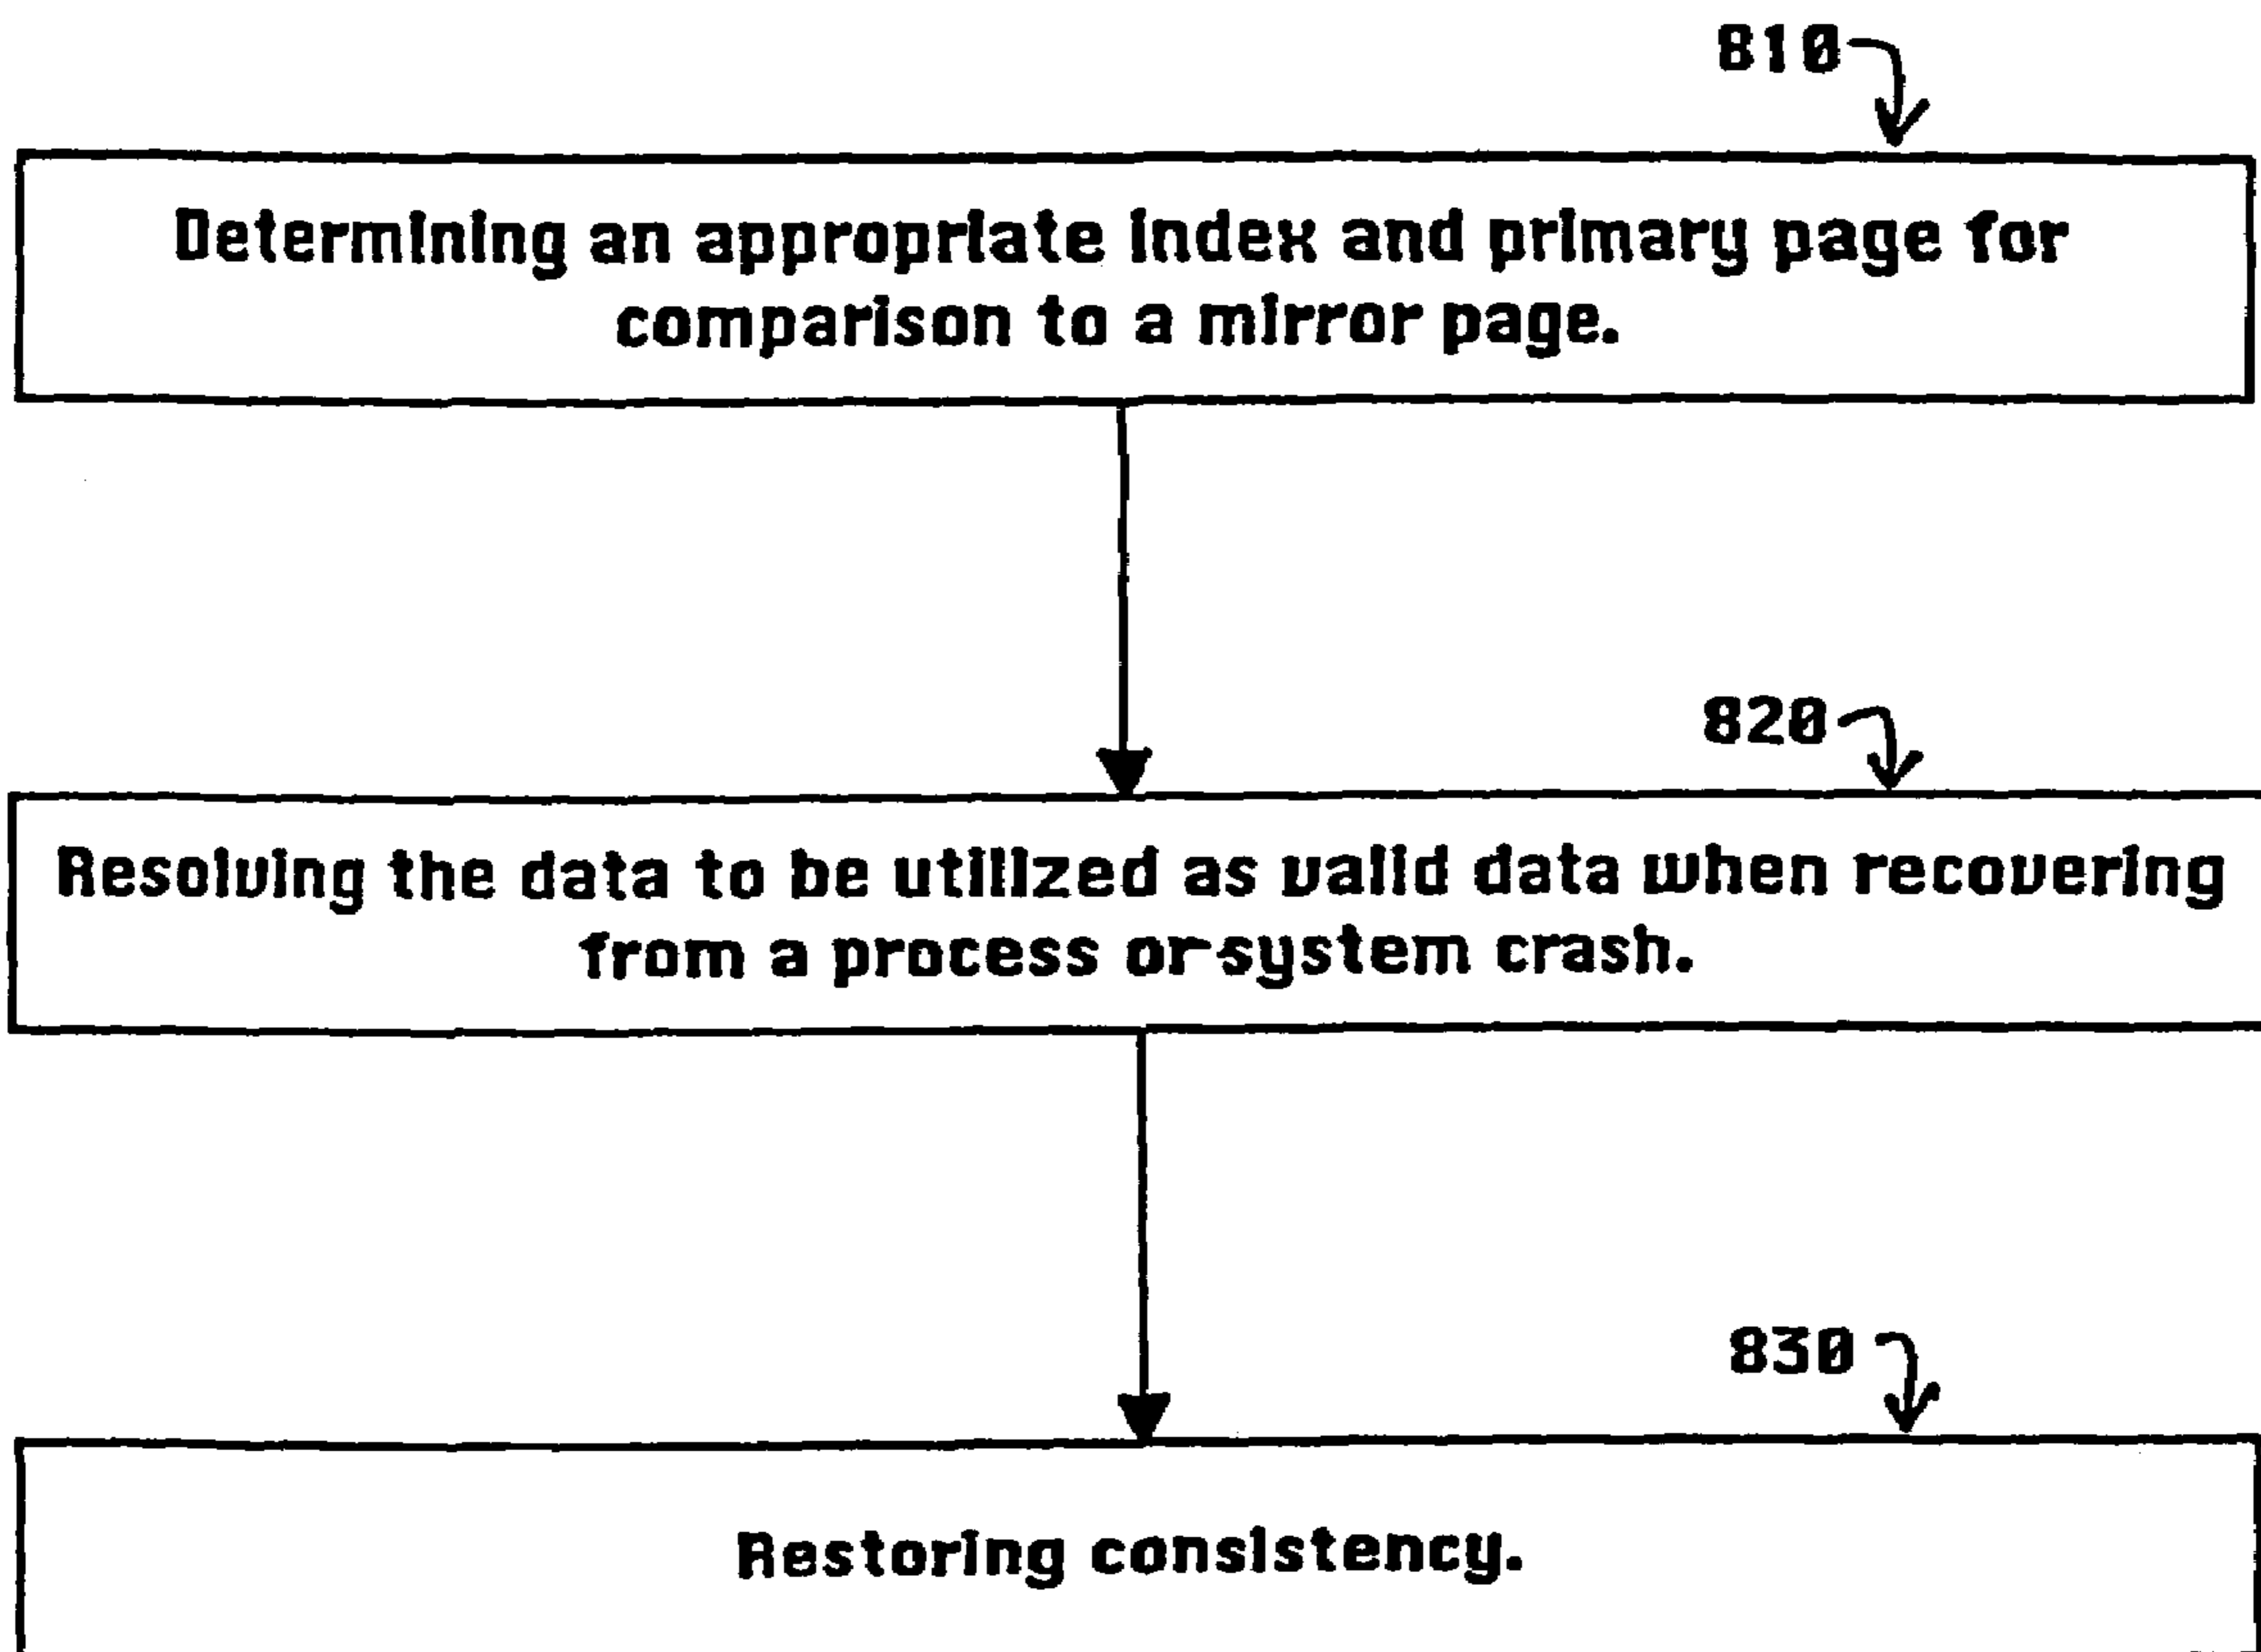 810
Determining an appropriate index and primary page for
comparison to a mirror page.
820
Resolving the data to be utilized as valid data when recovering
from a process or system crash.
830
Restoring consistency.